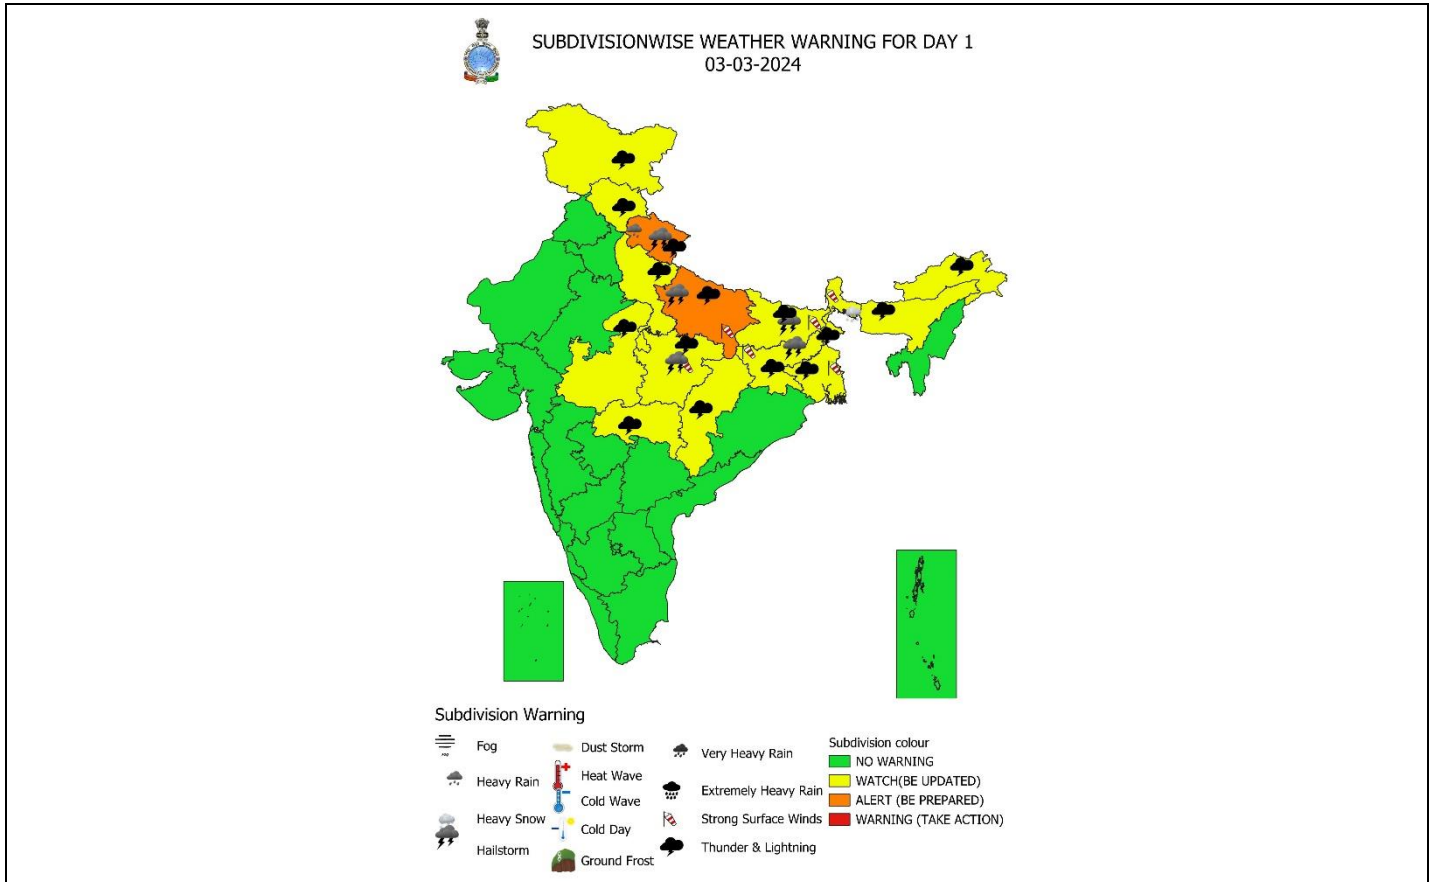 SUBDIVISIONWISE WEATHER WARNING FOR DAY 1
03-03-2024
Subdivision Warning
Fog
Heavy Rain
Heavy Snow
Hailstorm
Dust Storm
Heat Wave
Cold Wave
Cold Day
Ground Frost
Very Heavy Rain
Extremely Heavy Rain
Strong Surface Winds
Thunder & Lightning
Subdivision colour
NO WARNING
WATCH(BE UPDATED)
ALERT (BE PREPARED)
WARNING (TAKE ACTION)